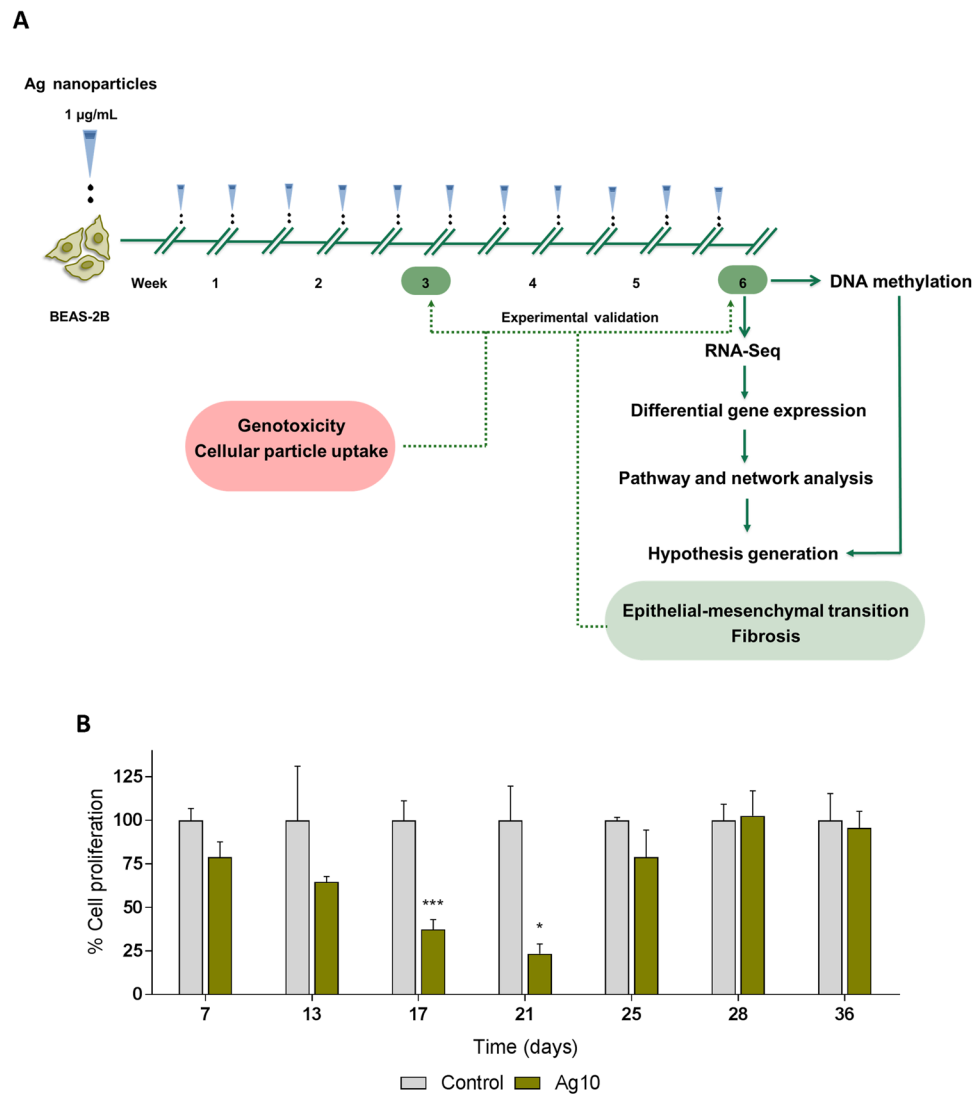 A
Ag nanoparticles
1 µg/mL
Week 1 2 3 4 5 6
DNA methylation
BEAS-2B
Experimental validation
RNA-Seq
Differential gene expression
Genotoxicity
Cellular particle uptake
Pathway and network analysis
Hypothesis generation
Epithelial-mesenchymal transition
Fibrosis
B
% Cell proliferation
125
100
75
50
25
0
***
*
7 13 17 21 25 28 36
Time (days)
Control Ag10